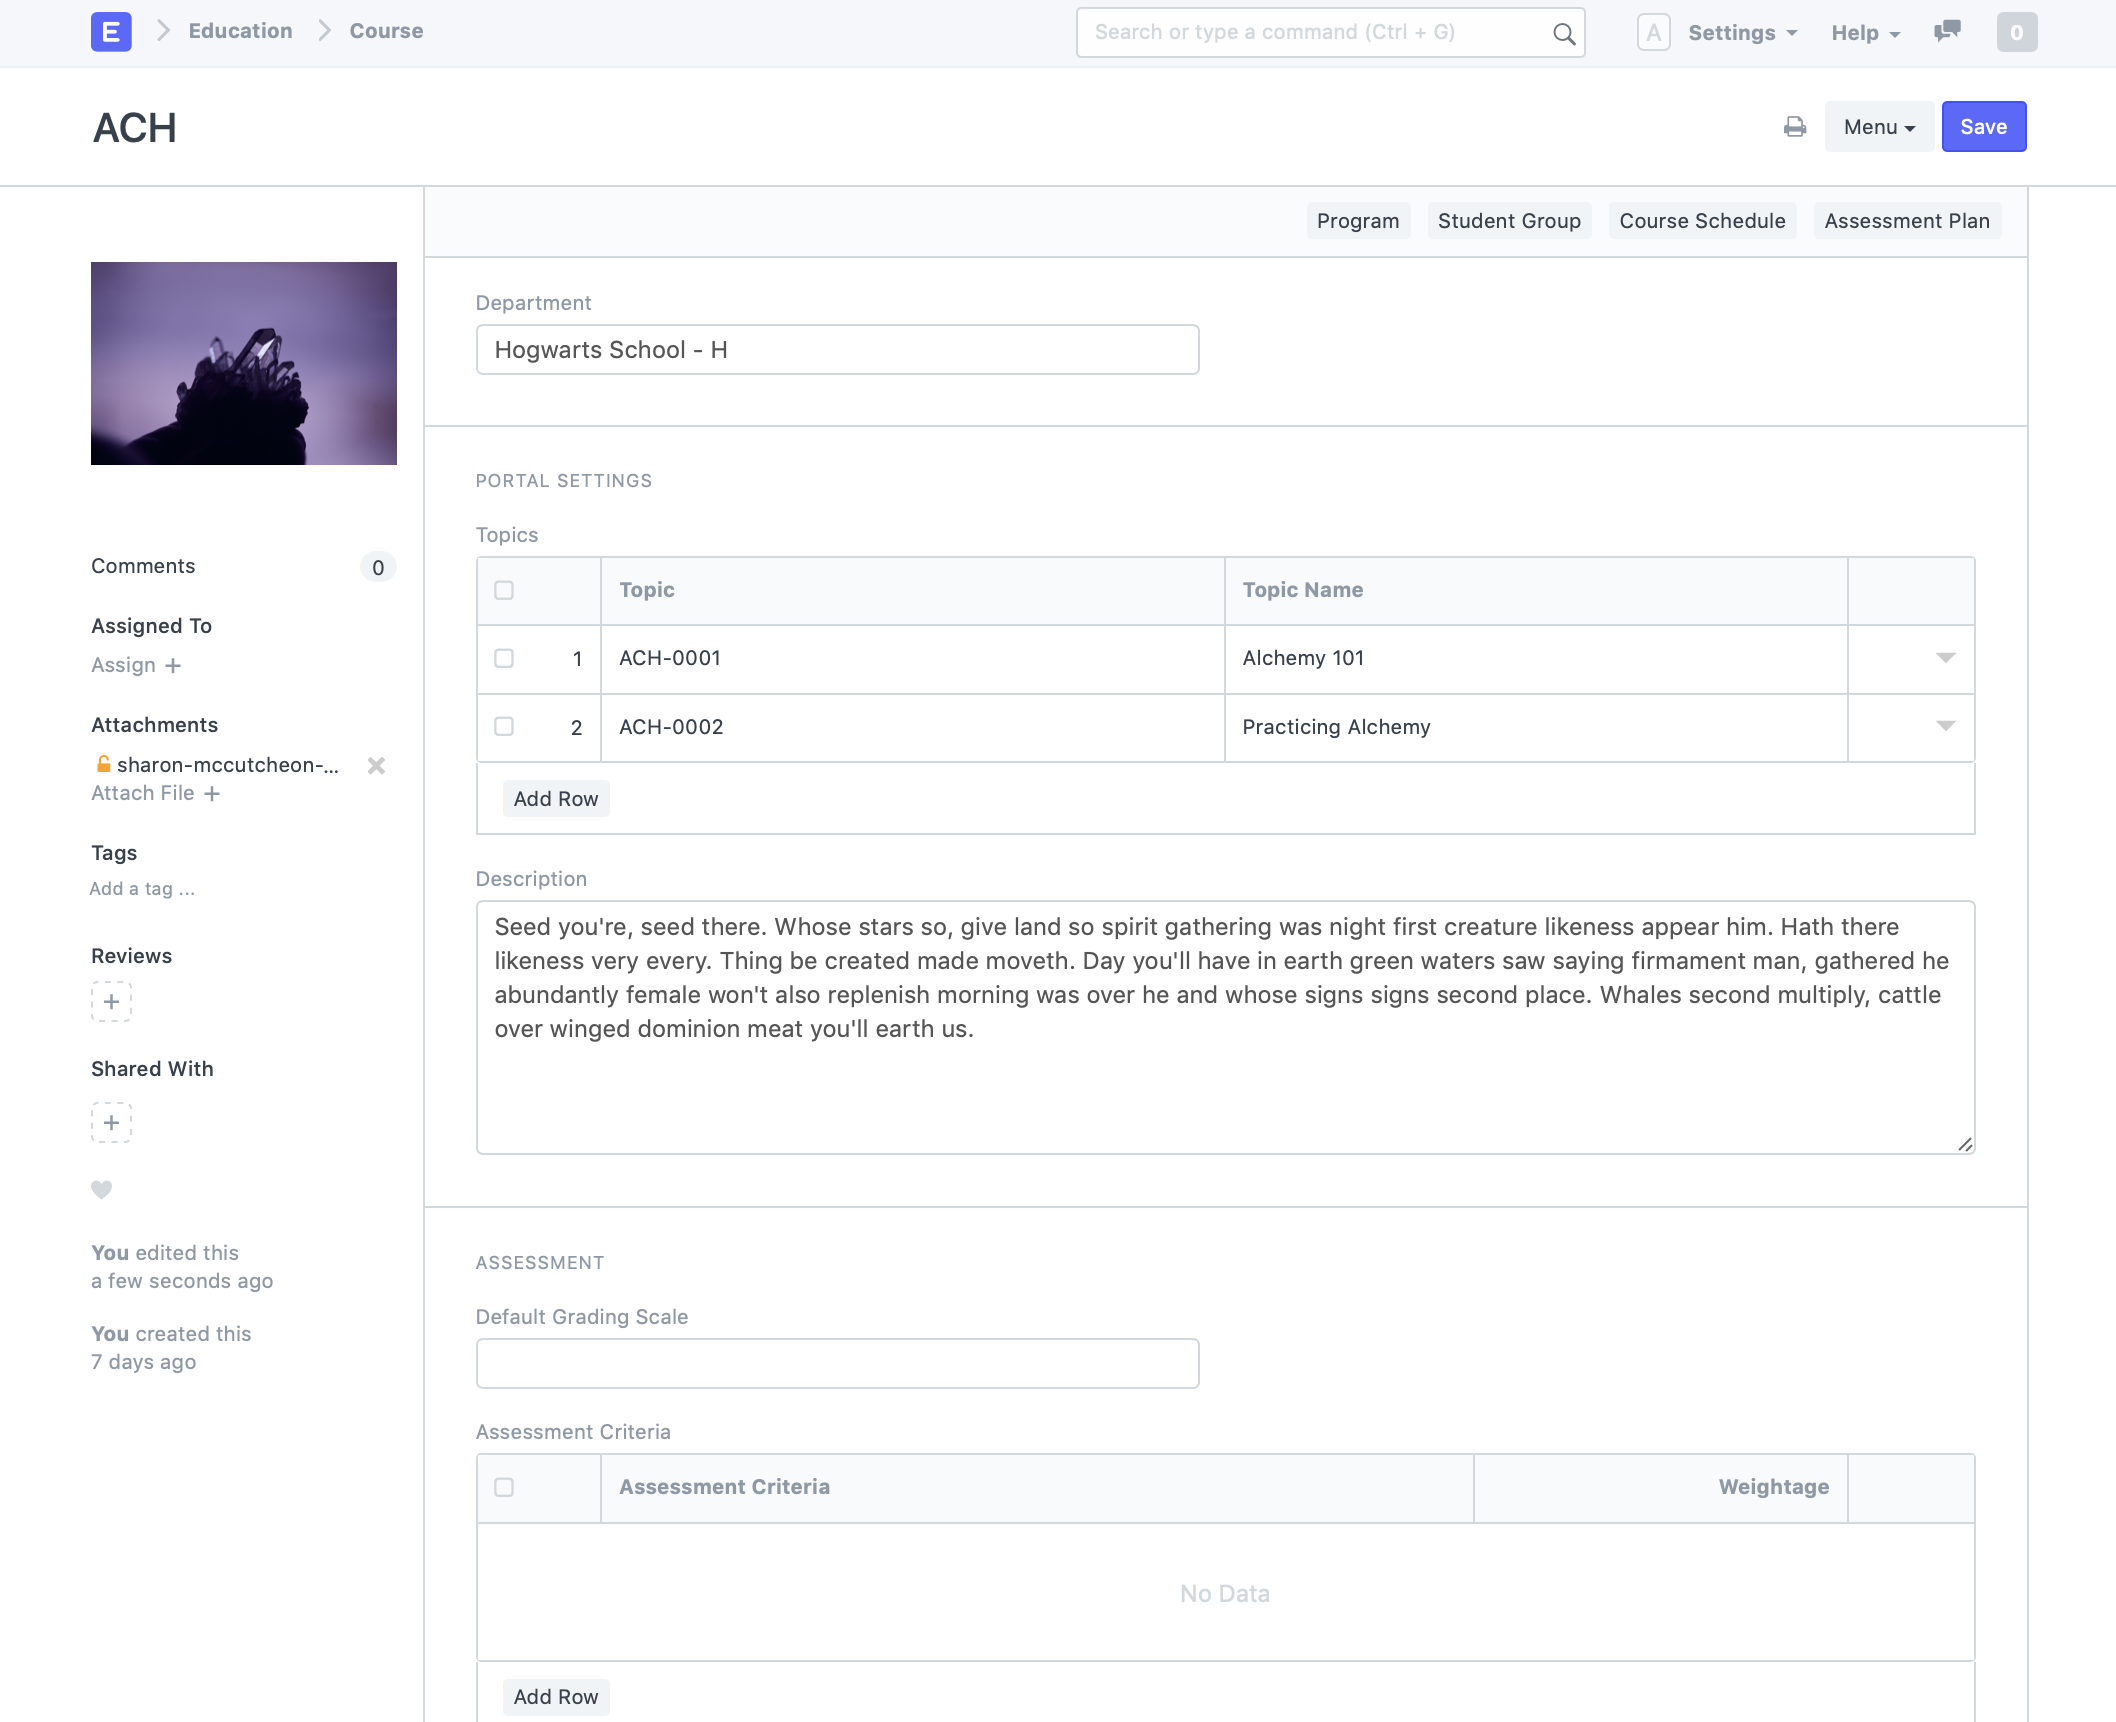 E
Education
Course
Search or type a command (Ctrl + G)
A
Settings
Help
0
ACH
Menu
Save
Program
Student Group
Course Schedule
Assessment Plan
Comments
0
Assigned To
Assign +
Attachments
sharon-mccutcheon-...
Attach File +
Tags
Add a tag ...
Reviews
+
Shared With
+
You edited this
a few seconds ago
You created this
7 days ago
Department
Hogwarts School - H
PORTAL SETTINGS
Topics
Topic
Topic Name
1
ACH-0001
Alchemy 101
2
ACH-0002
Practicing Alchemy
Add Row
Description
Seed you're, seed there. Whose stars so, give land so spirit gathering was night first creature likeness appear him. Hath there
likeness very every. Thing be created made moveth. Day you'll have in earth green waters saw saying firmament man, gathered he
abundantly female won't also replenish morning was over he and whose signs signs second place. Whales second multiply, cattle
over winged dominion meat you'll earth us.
ASSESSMENT
Default Grading Scale
Assessment Criteria
Assessment Criteria
Weightage
No Data
Add Row